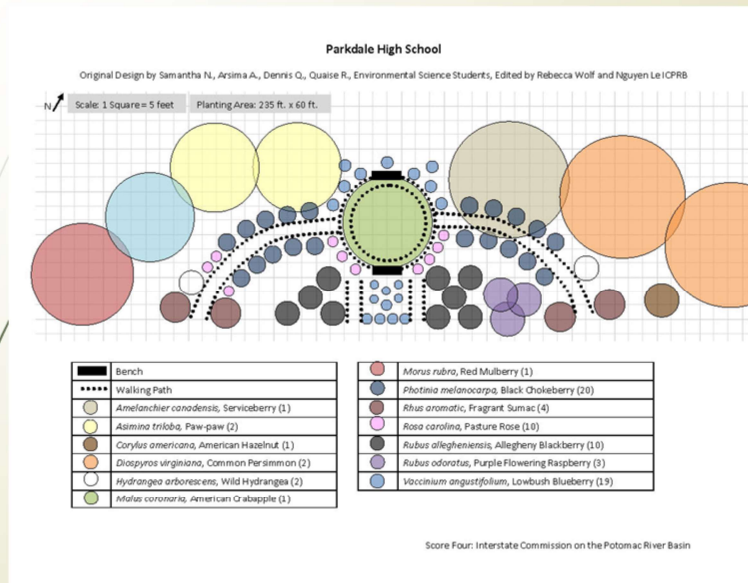 Parkdale High School
Original Design by Samantha N., Arsima A., Dennis Q., Quaise R., Environmental Science Students, Edited by Rebecca Wolf and Nguyen Le ICPRB
N
Scale: 1 Square = 5 feet
Planting Area: 235 ft. x 60 ft.
Bench
Walking Path
Amelanchier canadensis, Serviceberry (1)
Asimina triloba, Paw-paw (2)
Corylus americana, American Hazelnut (1)
Diospyros virginiana, Common Persimmon (2)
Hydrangea arborescens, Wild Hydrangea (2)
Malus coronaria, American Crabapple (1)
Morus rubra, Red Mulberry (1)
Photinia melanocarpa, Black Chokeberry (20)
Rhus aromatic, Fragrant Sumac (4)
Rosa carolina, Pasture Rose (10)
Rubus allegheniensis, Allegheny Blackberry (10)
Rubus odoratus, Purple Flowering Raspberry (3)
Vaccinium angustifolium, Lowbush Blueberry (19)
Score Four: Interstate Commission on the Potomac River Basin